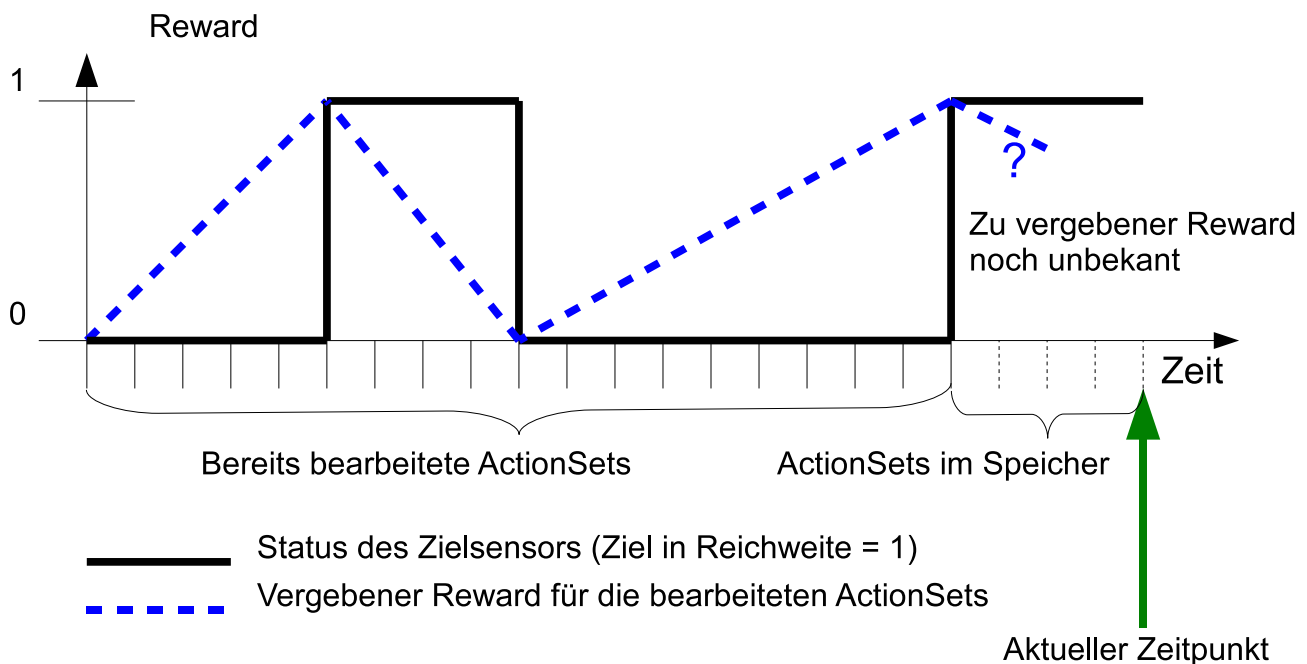 Reward
1
?
Zu vergebener Reward
noch unbekant
0
Zeit
Bereits bearbeitete ActionSets
ActionSets im Speicher
Status des Zielsensors (Ziel in Reichweite = 1)
Vergebener Reward für die bearbeiteten ActionSets
Aktueller Zeitpunkt